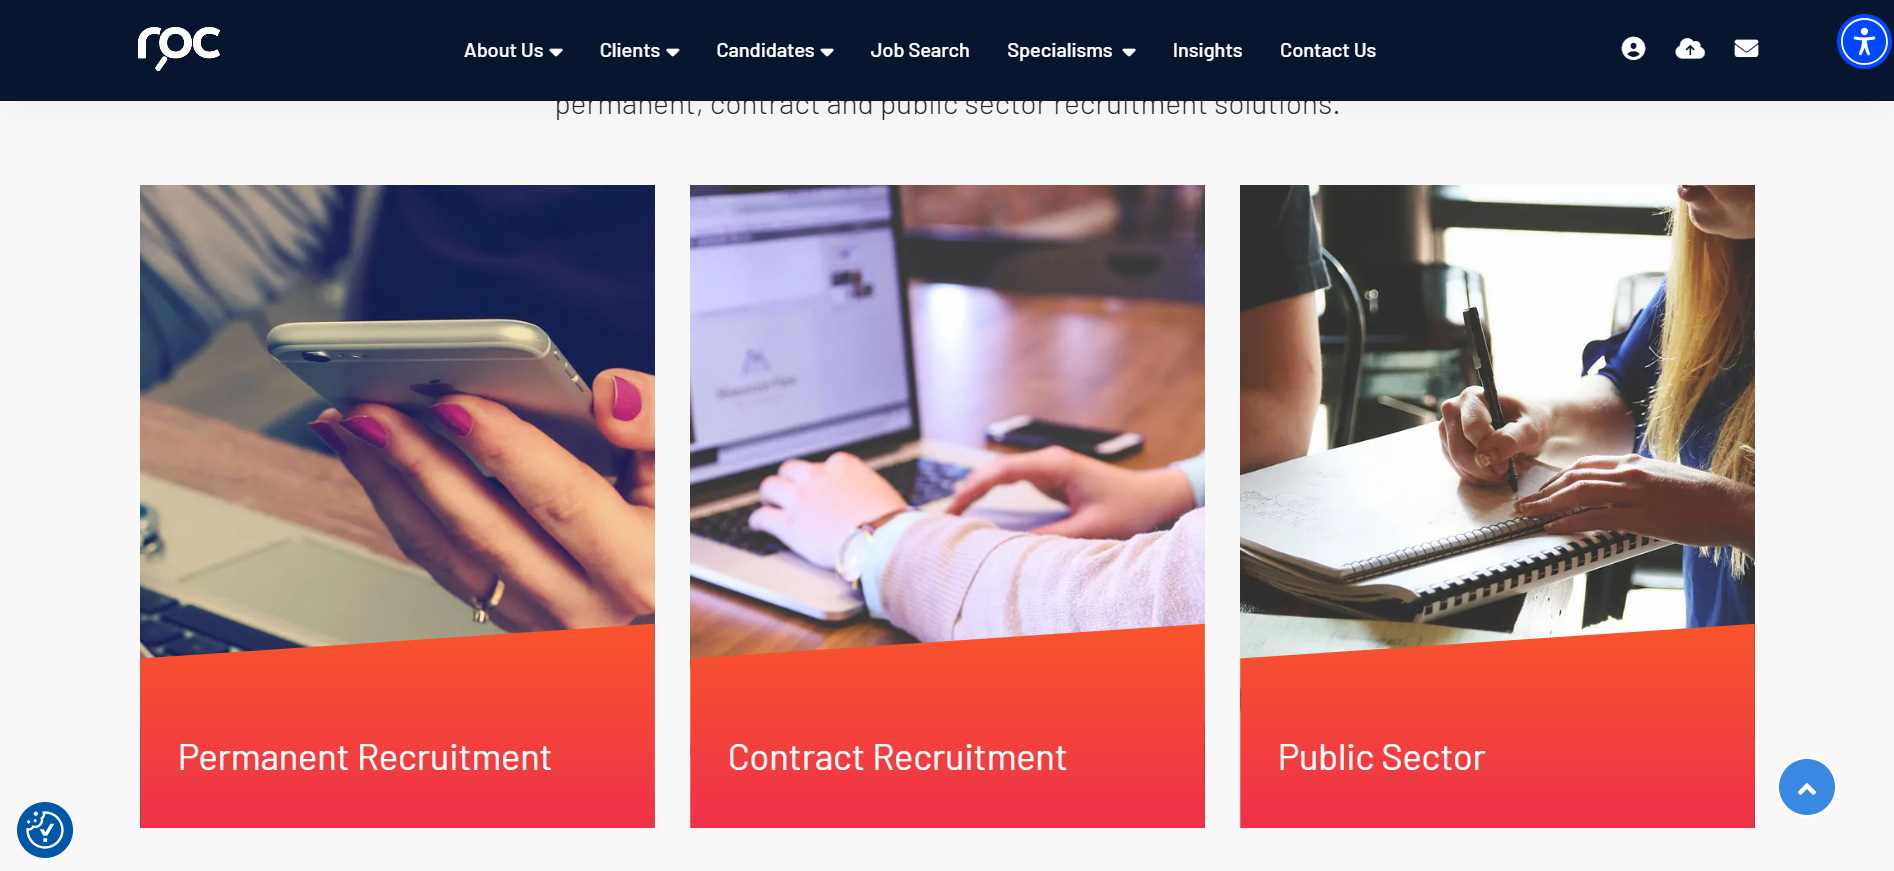 roc
About Us
Clients
Candidates
Job Search
Specialisms
Insights
Contact Us
permanent, contract and public sector recruitment solutions.
Permanent Recruitment
Contract Recruitment
Public Sector